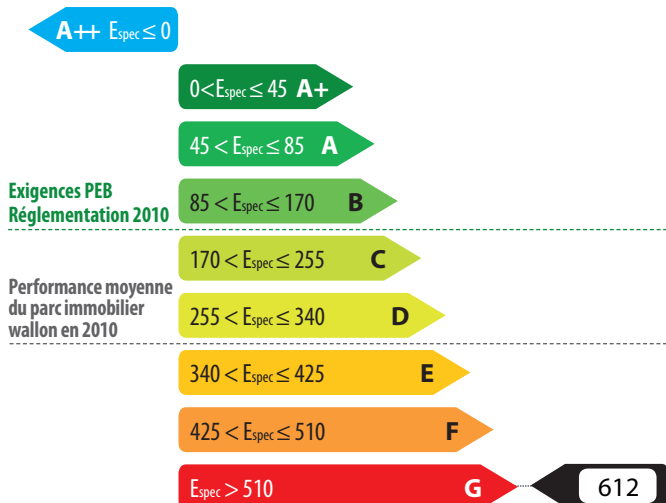 A++ Espec ≤ 0
0 < Espec ≤ 45 A+
45 < Espec ≤ 85 A
Exigences PEB
Réglementation 2010
85 < Espec ≤ 170 B
170 < Espec ≤ 255 C
Performance moyenne
du parc immobilier
wallon en 2010
255 < Espec ≤ 340 D
340 < Espec ≤ 425 E
425 < Espec ≤ 510 F
Espec > 510 G
612